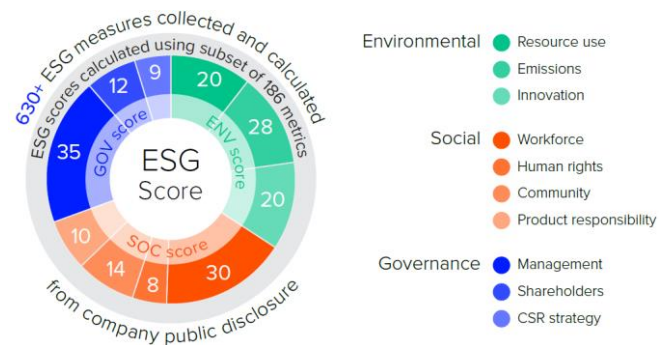 630+ ESG measures collected and calculated
ESG scores calculated using subset of 186 metrics
from company public disclosure
ESG
Score
ENV score
20
28
20
SOC score
30
8
14
10
GOV score
35
12
9
Environmental
Resource use
Emissions
Innovation
Social
Workforce
Human rights
Community
Product responsibility
Governance
Management
Shareholders
CSR strategy